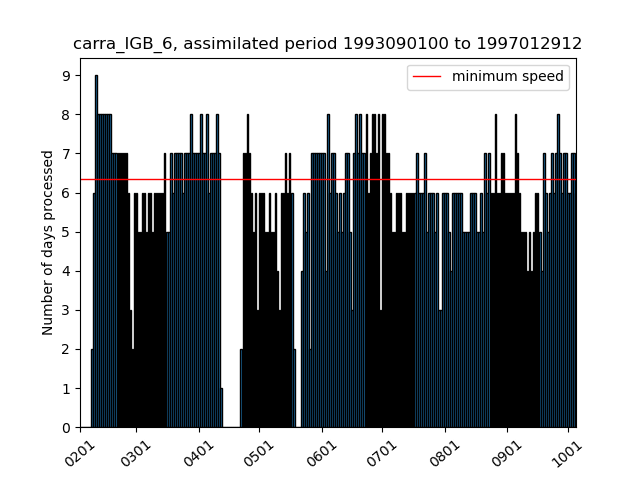 carra_IGB_6, assimilated period 1993090100 to 1997012912
minimum speed
Number of days processed
9
8
7
6
5
4
3
2
1
0
0201 0301 0401 0501 0601 0701 0801 0901 1001